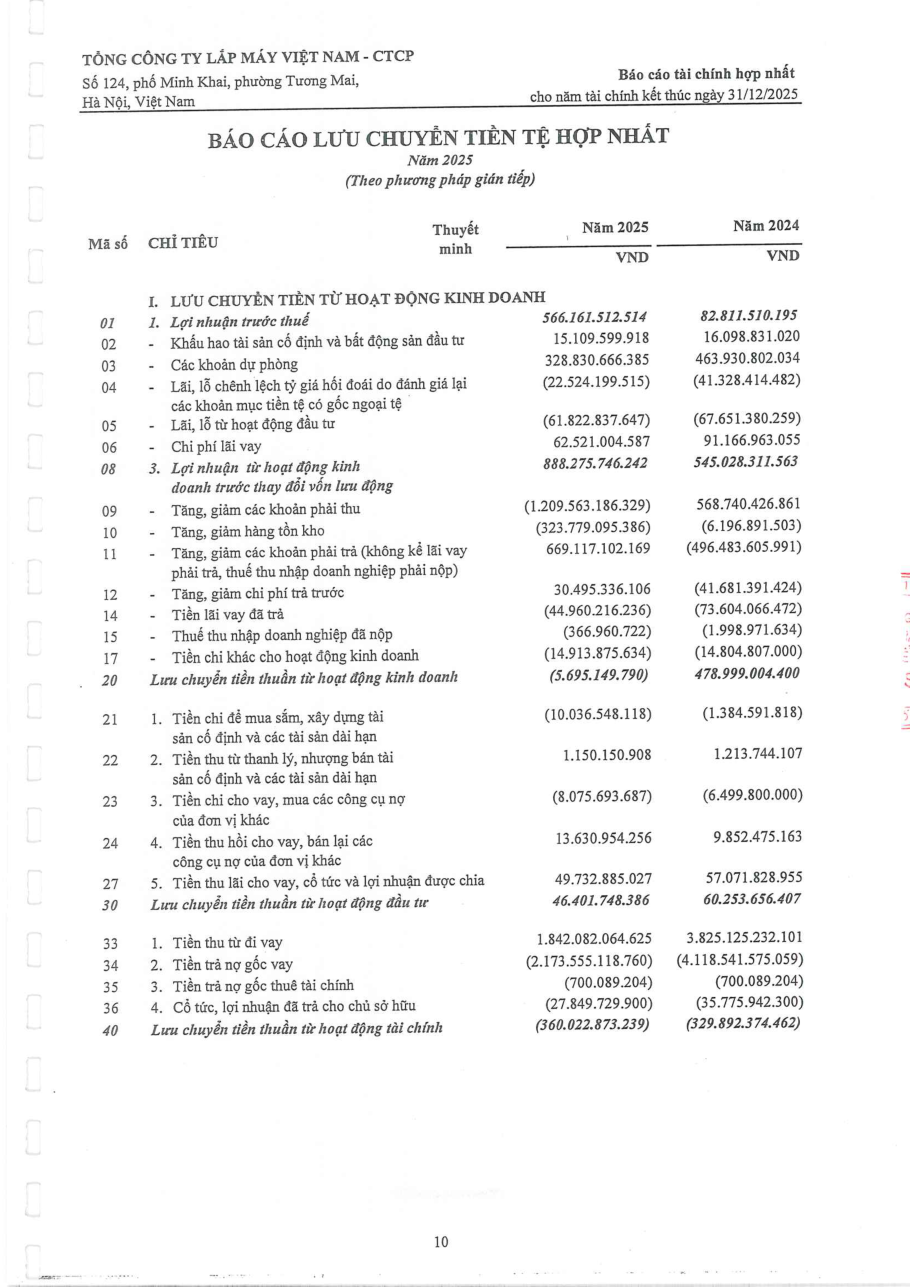 TỔNG CÔNG TY LẮP MÁY VIỆT NAM - CTCP
Số 124, phố Minh Khai, phường Tương Mai,
Hà Nội, Việt Nam
Báo cáo tài chính hợp nhất
cho năm tài chính kết thúc ngày 31/12/2025
BÁO CÁO LƯU CHUYỂN TIỀN TỆ HỢP NHẤT
Năm 2025
(Theo phương pháp gián tiếp)
Mã số CHỈ TIÊU Thuyết minh Năm 2025 Năm 2024
VND VND
I. LƯU CHUYỂN TIỀN TỪ HOẠT ĐỘNG KINH DOANH
01 1. Lợi nhuận trước thuế 566.161.512.514 82.811.510.195
02 - Khấu hao tài sản cố định và bất động sản đầu tư 15.109.599.918 16.098.831.020
03 - Các khoản dự phòng 328.830.666.385 463.930.802.034
04 - Lãi, lỗ chênh lệch tỷ giá hối đoái do đánh giá lại (22.524.199.515) (41.328.414.482)
các khoản mục tiền tệ có gốc ngoại tệ
05 - Lãi, lỗ từ hoạt động đầu tư (61.822.837.647) (67.651.380.259)
06 - Chi phí lãi vay 62.521.004.587 91.166.963.055
08 3. Lợi nhuận từ hoạt động kinh 888.275.746.242 545.028.311.563
doanh trước thay đổi vốn lưu động
09 - Tăng, giảm các khoản phải thu (1.209.563.186.329) 568.740.426.861
10 - Tăng, giảm hàng tồn kho (323.779.095.386) (6.196.891.503)
11 - Tăng, giảm các khoản phải trả (không kể lãi vay 669.117.102.169 (496.483.605.991)
phải trả, thuế thu nhập doanh nghiệp phải nộp)
12 - Tăng, giảm chi phí trả trước 30.495.336.106 (41.681.391.424)
14 - Tiền lãi vay đã trả (44.960.216.236) (73.604.066.472)
15 - Thuế thu nhập doanh nghiệp đã nộp (366.960.722) (1.998.971.634)
17 - Tiền chi khác cho hoạt động kinh doanh (14.913.875.634) (14.804.807.000)
20 Lưu chuyển tiền thuần từ hoạt động kinh doanh (5.695.149.790) 478.999.004.400
21 1. Tiền chi để mua sắm, xây dựng tài (10.036.548.118) (1.384.591.818)
sản cố định và các tài sản dài hạn
22 2. Tiền thu từ thanh lý, nhượng bán tài 1.150.150.908 1.213.744.107
sản cố định và các tài sản dài hạn
23 3. Tiền chi cho vay, mua các công cụ nợ (8.075.693.687) (6.499.800.000)
của đơn vị khác
24 4. Tiền thu hồi cho vay, bán lại các 13.630.954.256 9.852.475.163
công cụ nợ của đơn vị khác
27 5. Tiền thu lãi cho vay, cổ tức và lợi nhuận được chia 49.732.885.027 57.071.828.955
30 Lưu chuyển tiền thuần từ hoạt động đầu tư 46.401.748.386 60.253.656.407
33 1. Tiền thu từ đi vay 1.842.082.064.625 3.825.125.232.101
34 2. Tiền trả nợ gốc vay (2.173.555.118.760) (4.118.541.575.059)
35 3. Tiền trả nợ gốc thuê tài chính (700.089.204) (700.089.204)
36 4. Cổ tức, lợi nhuận đã trả cho chủ sở hữu (27.849.729.900) (35.775.942.300)
40 Lưu chuyển tiền thuần từ hoạt động tài chính (360.022.873.239) (329.892.374.462)
10